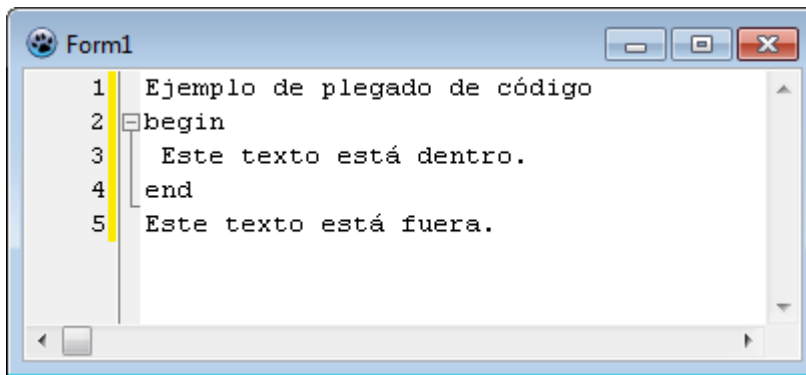 Form1
1 Ejemplo de plegado de código
2 begin
3 Este texto está dentro.
4 end
5 Este texto está fuera.